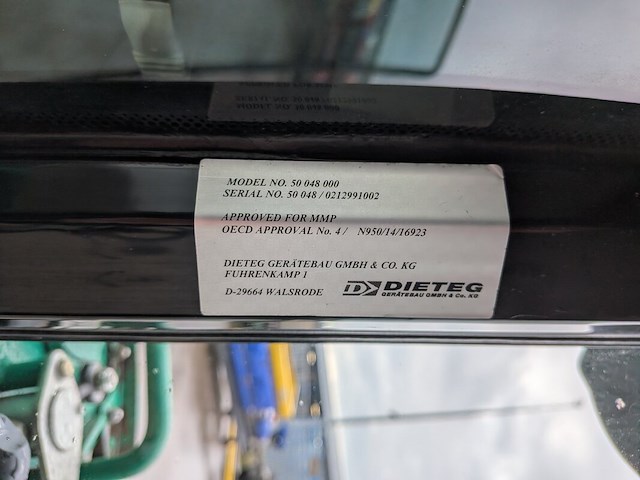 MODEL NO. 50 048 000
SERIAL NO. 50 048 / 0212991002
APPROVED FOR MMP
OECD APPROVAL No. 4 / N950/14/16923
DIETEG GERÄTEBAU GMBH & CO. KG
FUHRENKAMP 1
D-29664 WALSRODE
DIETEG
GERÄTEBAU GMBH & Co. KG